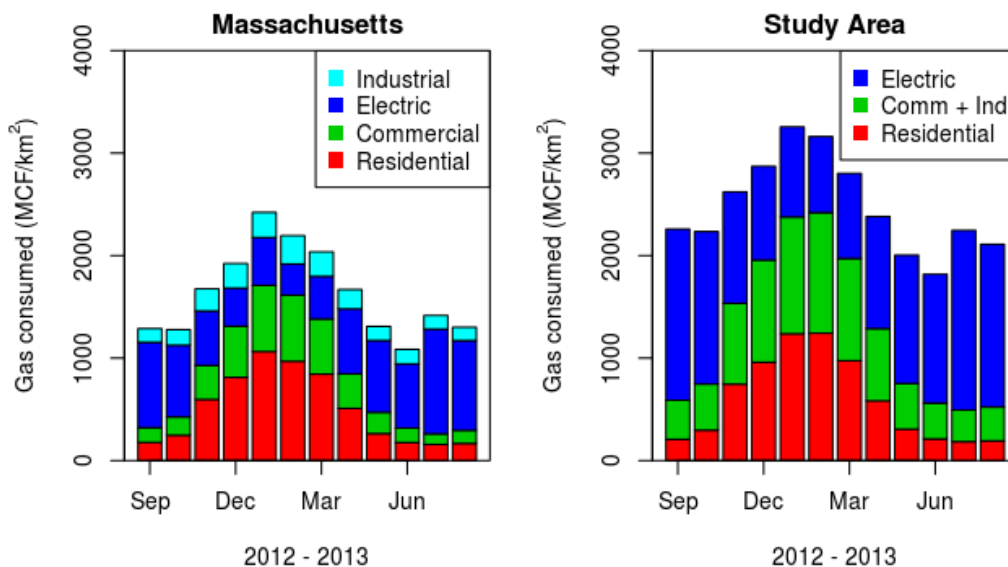 Massachusetts
Gas consumed (MCF/km²)
4000
3000
2000
1000
0
Industrial
Electric
Commercial
Residential
Sep Dec Mar Jun
2012 - 2013
Study Area
Gas consumed (MCF/km²)
4000
3000
2000
1000
0
Electric
Comm + Ind
Residential
Sep Dec Mar Jun
2012 - 2013